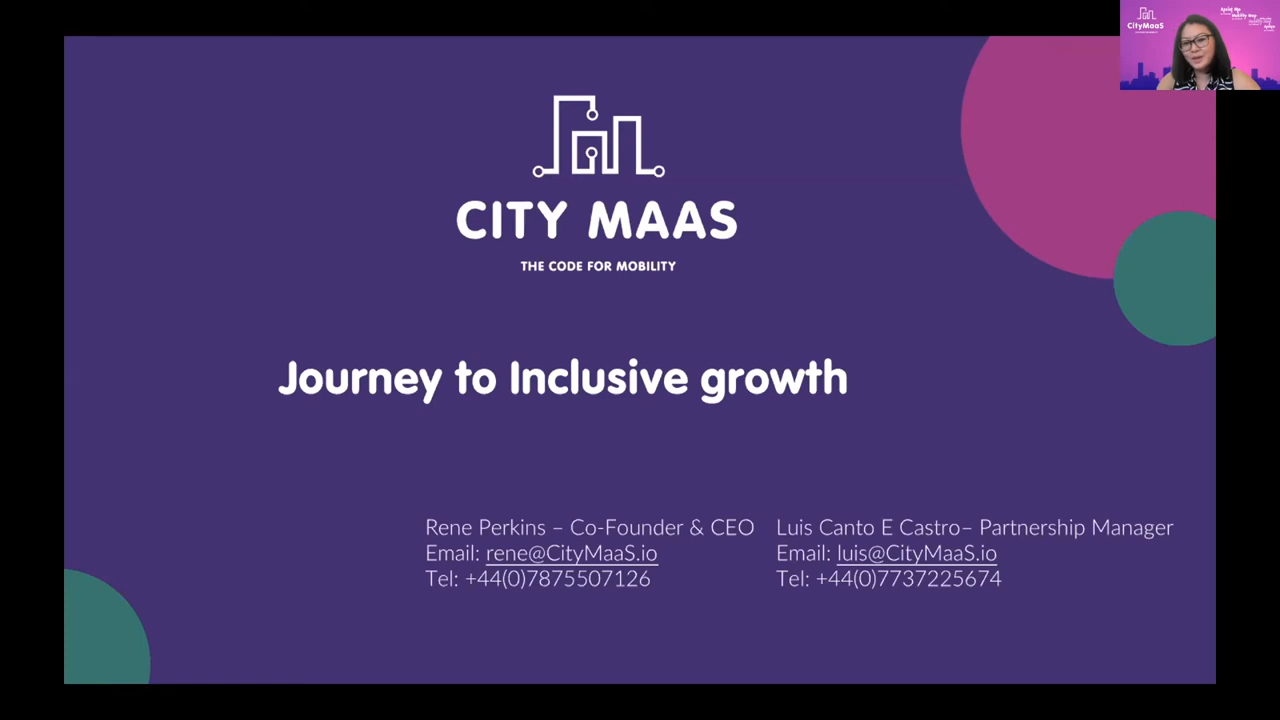 CITY MAAS
THE CODE FOR MOBILITY
Journey to Inclusive growth
Rene Perkins – Co-Founder & CEO
Email: rene@CityMaaS.io
Tel: +44(0)7875507126
Luis Canto E Castro– Partnership Manager
Email: luis@CityMaaS.io
Tel: +44(0)7737225674
CityMaaS